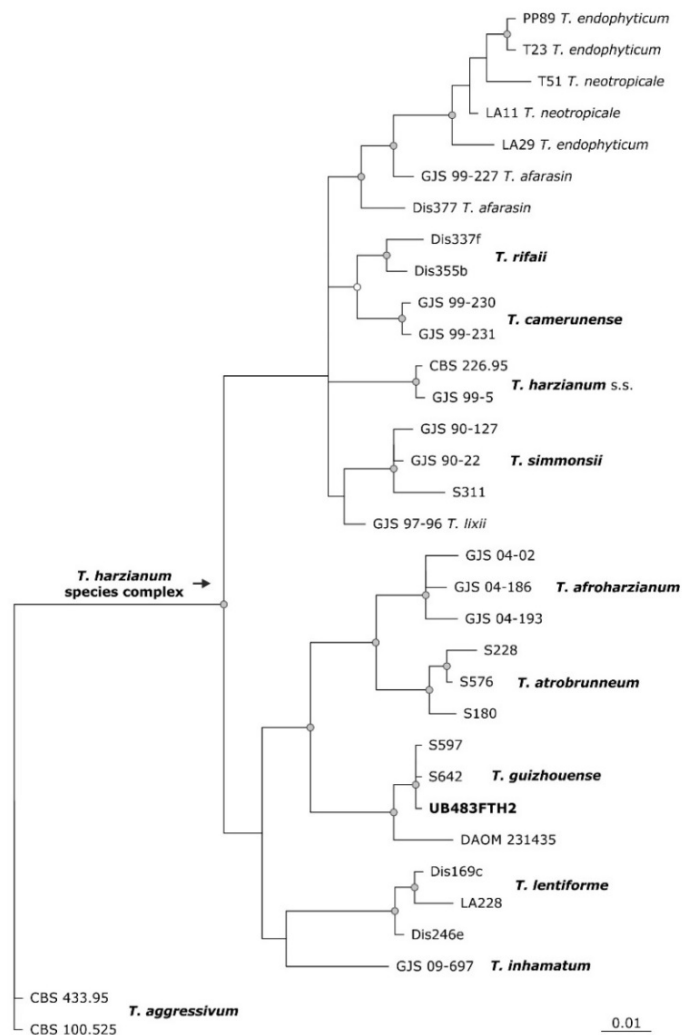 PP89 T. endophyticum
T23 T. endophyticum
T51 T. neotropicale
LA11 T. neotropicale
LA29 T. endophyticum
GJS 99-227 T. afarasin
Dis377 T. afarasin
Dis337f
T. rifaii
Dis355b
GJS 99-230
T. camerunense
GJS 99-231
CBS 226.95
T. harzianum s.s.
GJS 99-5
GJS 90-127
GJS 90-22
T. simmonsii
S311
GJS 97-96 T. lixii
GJS 04-02
T. harzianum
species complex
GJS 04-186
T. afroharzianum
GJS 04-193
S228
S576
T. atrobrunneum
S180
S597
S642
T. guizhouense
UB483FTH2
DAOM 231435
Dis169c
T. lentiforme
LA228
Dis246e
GJS 09-697
T. inhamatum
CBS 433.95
T. aggressivum
CBS 100.525
0.01